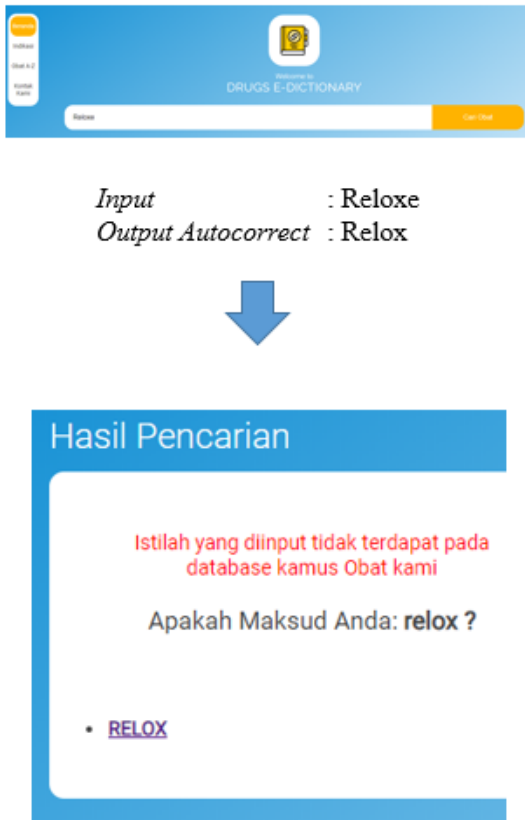 Beranda
Indikasi
Obat A-Z
Kontak
Kami
Welcome to
DRUGS E-DICTIONARY
Reloxe
Cari Obat
Input : Reloxe
Output Autocorrect : Relox
Hasil Pencarian
Istilah yang diinput tidak terdapat pada
database kamus Obat kami
Apakah Maksud Anda: relox ?
• RELOX